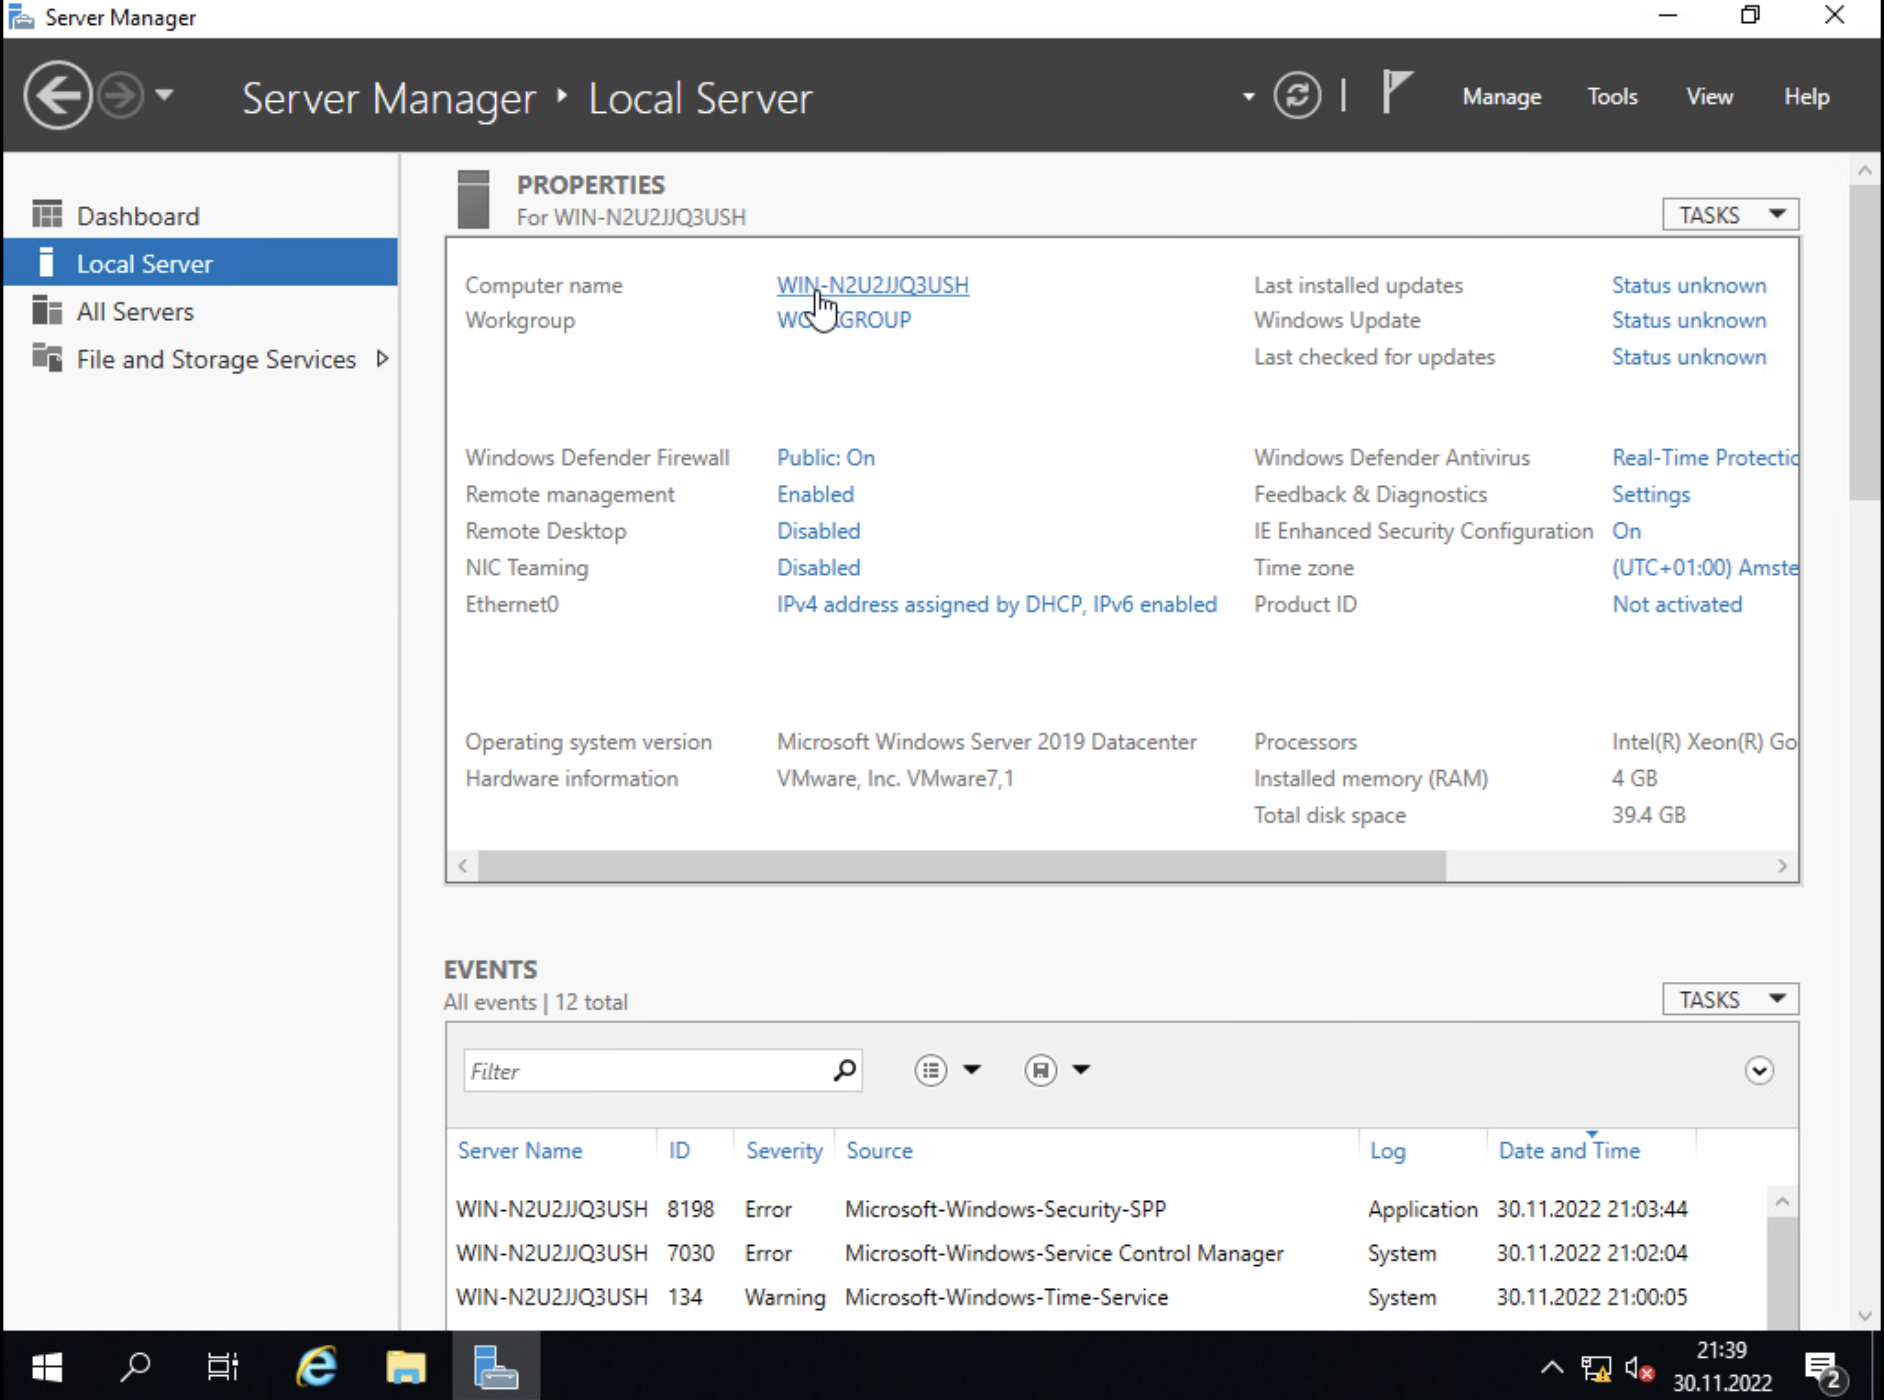 Server Manager
Server Manager Local Server
Manage Tools View Help
Dashboard
Local Server
All Servers
File and Storage Services
PROPERTIES
For WIN-N2U2JJQ3USH
TASKS
Computer name WIN-N2U2JJQ3USH Last installed updates Status unknown
Workgroup WORKGROUP Windows Update Status unknown
Last checked for updates Status unknown
Windows Defender Firewall Public: On Windows Defender Antivirus Real-Time Protectio
Remote management Enabled Feedback & Diagnostics Settings
Remote Desktop Disabled IE Enhanced Security Configuration On
NIC Teaming Disabled Time zone (UTC+01:00) Amste
Ethernet0 IPv4 address assigned by DHCP, IPv6 enabled Product ID Not activated
Operating system version Microsoft Windows Server 2019 Datacenter Processors Intel(R) Xeon(R) Go
Hardware information VMware, Inc. VMware7,1 Installed memory (RAM) 4 GB
Total disk space 39.4 GB
EVENTS
All events | 12 total
TASKS
Filter
Server Name ID Severity Source Log Date and Time
WIN-N2U2JJQ3USH 8198 Error Microsoft-Windows-Security-SPP Application 30.11.2022 21:03:44
WIN-N2U2JJQ3USH 7030 Error Microsoft-Windows-Service Control Manager System 30.11.2022 21:02:04
WIN-N2U2JJQ3USH 134 Warning Microsoft-Windows-Time-Service System 30.11.2022 21:00:05
21:39
30.11.2022
2